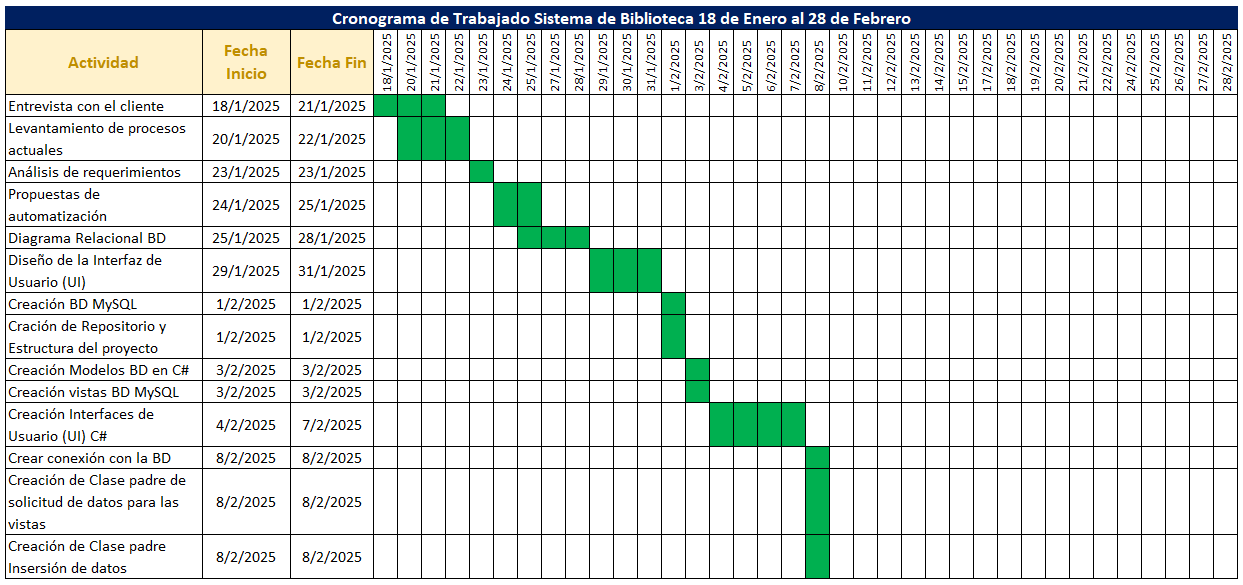 Cronograma de Trabajado Sistema de Biblioteca 18 de Enero al 28 de Febrero
Actividad
Fecha
Inicio
Fecha Fin
18/1/2025
20/1/2025
21/1/2025
22/1/2025
23/1/2025
24/1/2025
25/1/2025
27/1/2025
28/1/2025
29/1/2025
30/1/2025
31/1/2025
1/2/2025
3/2/2025
4/2/2025
5/2/2025
6/2/2025
7/2/2025
8/2/2025
10/2/2025
11/2/2025
12/2/2025
13/2/2025
14/2/2025
15/2/2025
17/2/2025
18/2/2025
19/2/2025
20/2/2025
21/2/2025
22/2/2025
24/2/2025
25/2/2025
26/2/2025
27/2/2025
28/2/2025
Entrevista con el cliente
18/1/2025
21/1/2025
Levantamiento de procesos
actuales
20/1/2025
22/1/2025
Análisis de requerimientos
23/1/2025
23/1/2025
Propuestas de
automatización
24/1/2025
25/1/2025
Diagrama Relacional BD
25/1/2025
28/1/2025
Diseño de la Interfaz de
Usuario (UI)
29/1/2025
31/1/2025
Creación BD MySQL
1/2/2025
1/2/2025
Cración de Repositorio y
Estructura del proyecto
1/2/2025
1/2/2025
Creación Modelos BD en C#
3/2/2025
3/2/2025
Creación vistas BD MySQL
3/2/2025
3/2/2025
Creación Interfaces de
Usuario (UI) C#
4/2/2025
7/2/2025
Crear conexión con la BD
8/2/2025
8/2/2025
Creación de Clase padre de
solicitud de datos para las
vistas
8/2/2025
8/2/2025
Creación de Clase padre
Insersión de datos
8/2/2025
8/2/2025